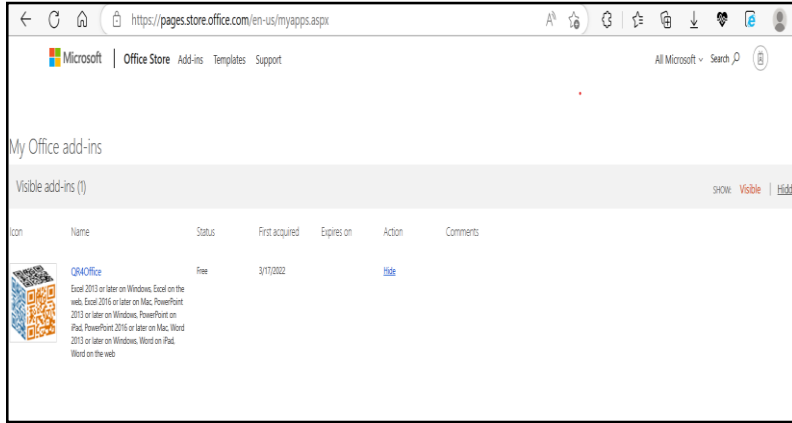 https://pages.store.office.com/en-us/myapps.aspx
Microsoft | Office Store Add-ins Templates Support All Microsoft Search
My Office add-ins
Visible add-ins (1) SHOW: Visible | Hidd
Icon Name Status First acquired Expires on Action Comments
QR4Office Free 3/17/2022 Hide
Excel 2013 or later on Windows, Excel on the
web, Excel 2016 or later on Mac, PowerPoint
2013 or later on Windows, PowerPoint on
iPad, PowerPoint 2016 or later on Mac, Word
2013 or later on Windows, Word on iPad,
Word on the web